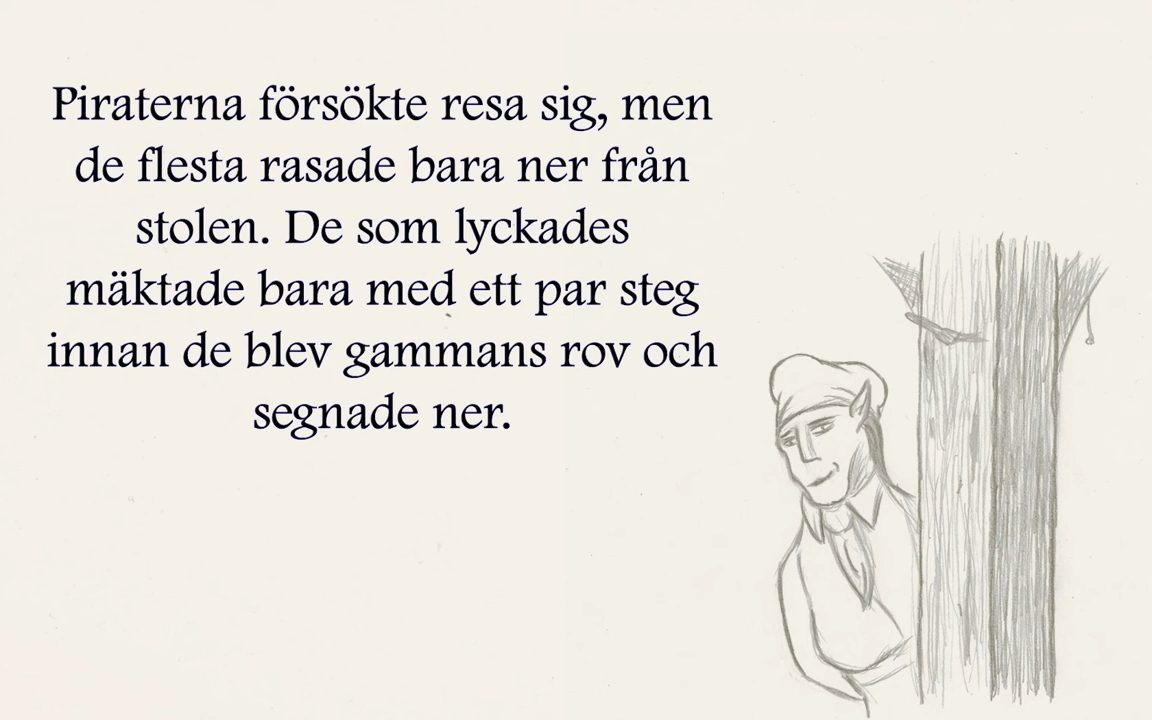 Piraterna försökte resa sig, men
de flesta rasade bara ner från
stolen. De som lyckades
mäktade bara med ett par steg
innan de blev gammans rov och
segnade ner.